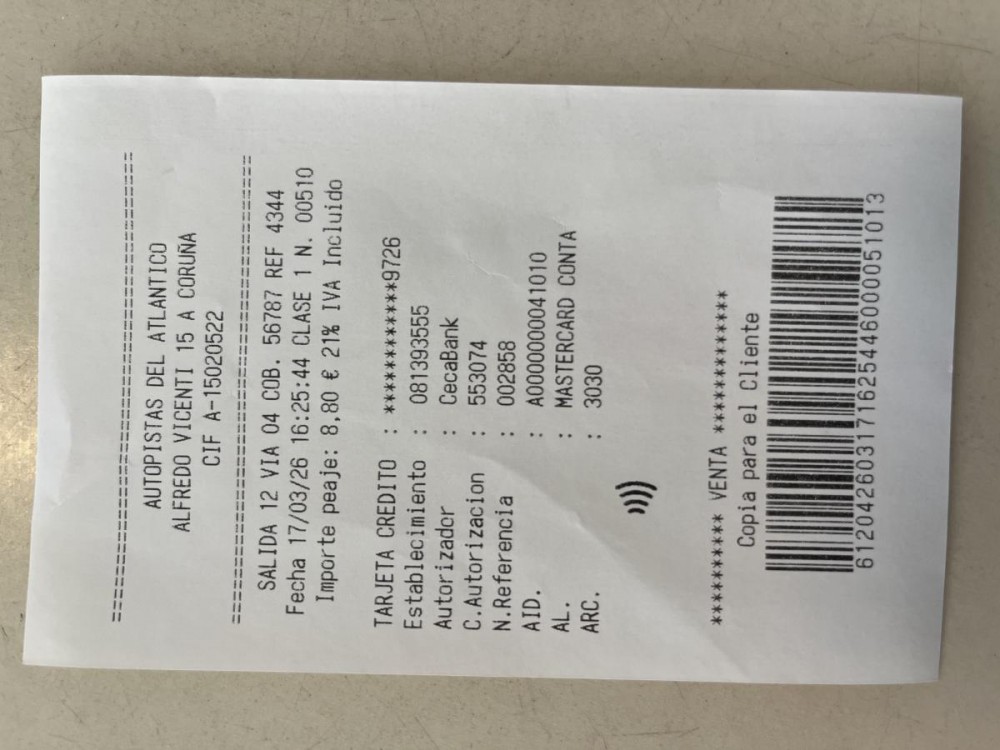 ==============================================
AUTOPISTAS DEL ATLANTICO
ALFREDO VICENTI 15 A CORUÑA
CIF A-15020522
==============================================
SALIDA 12 VIA 04 COB. 56787 REF 4344
Fecha 17/03/26 16:25:44 CLASE 1 N. 00510
Importe peaje: 8,80 € 21% IVA Incluido
TARJETA CREDITO : ************9726
Establecimiento : 081393555
Autorizador : CecaBank
C.Autorizacion : 553074
N.Referencia : 002858
AID. : A0000000041010
AL. : MASTERCARD CONTA
ARC. : 3030
********** VENTA ************
Copia para el Cliente
612042603171625446000051013